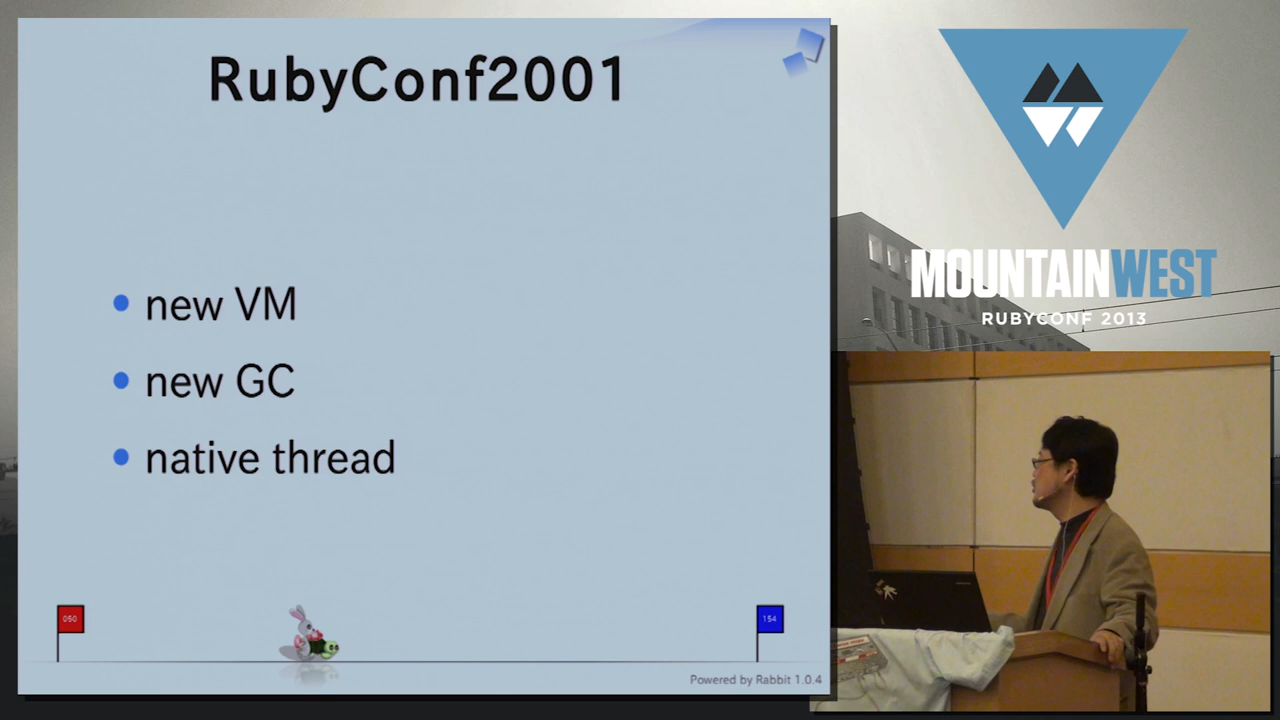 RubyConf2001
new VM
new GC
native thread
050
154
Powered by Rabbit 1.0.4
MOUNTAINWEST
RUBYCONF 2013